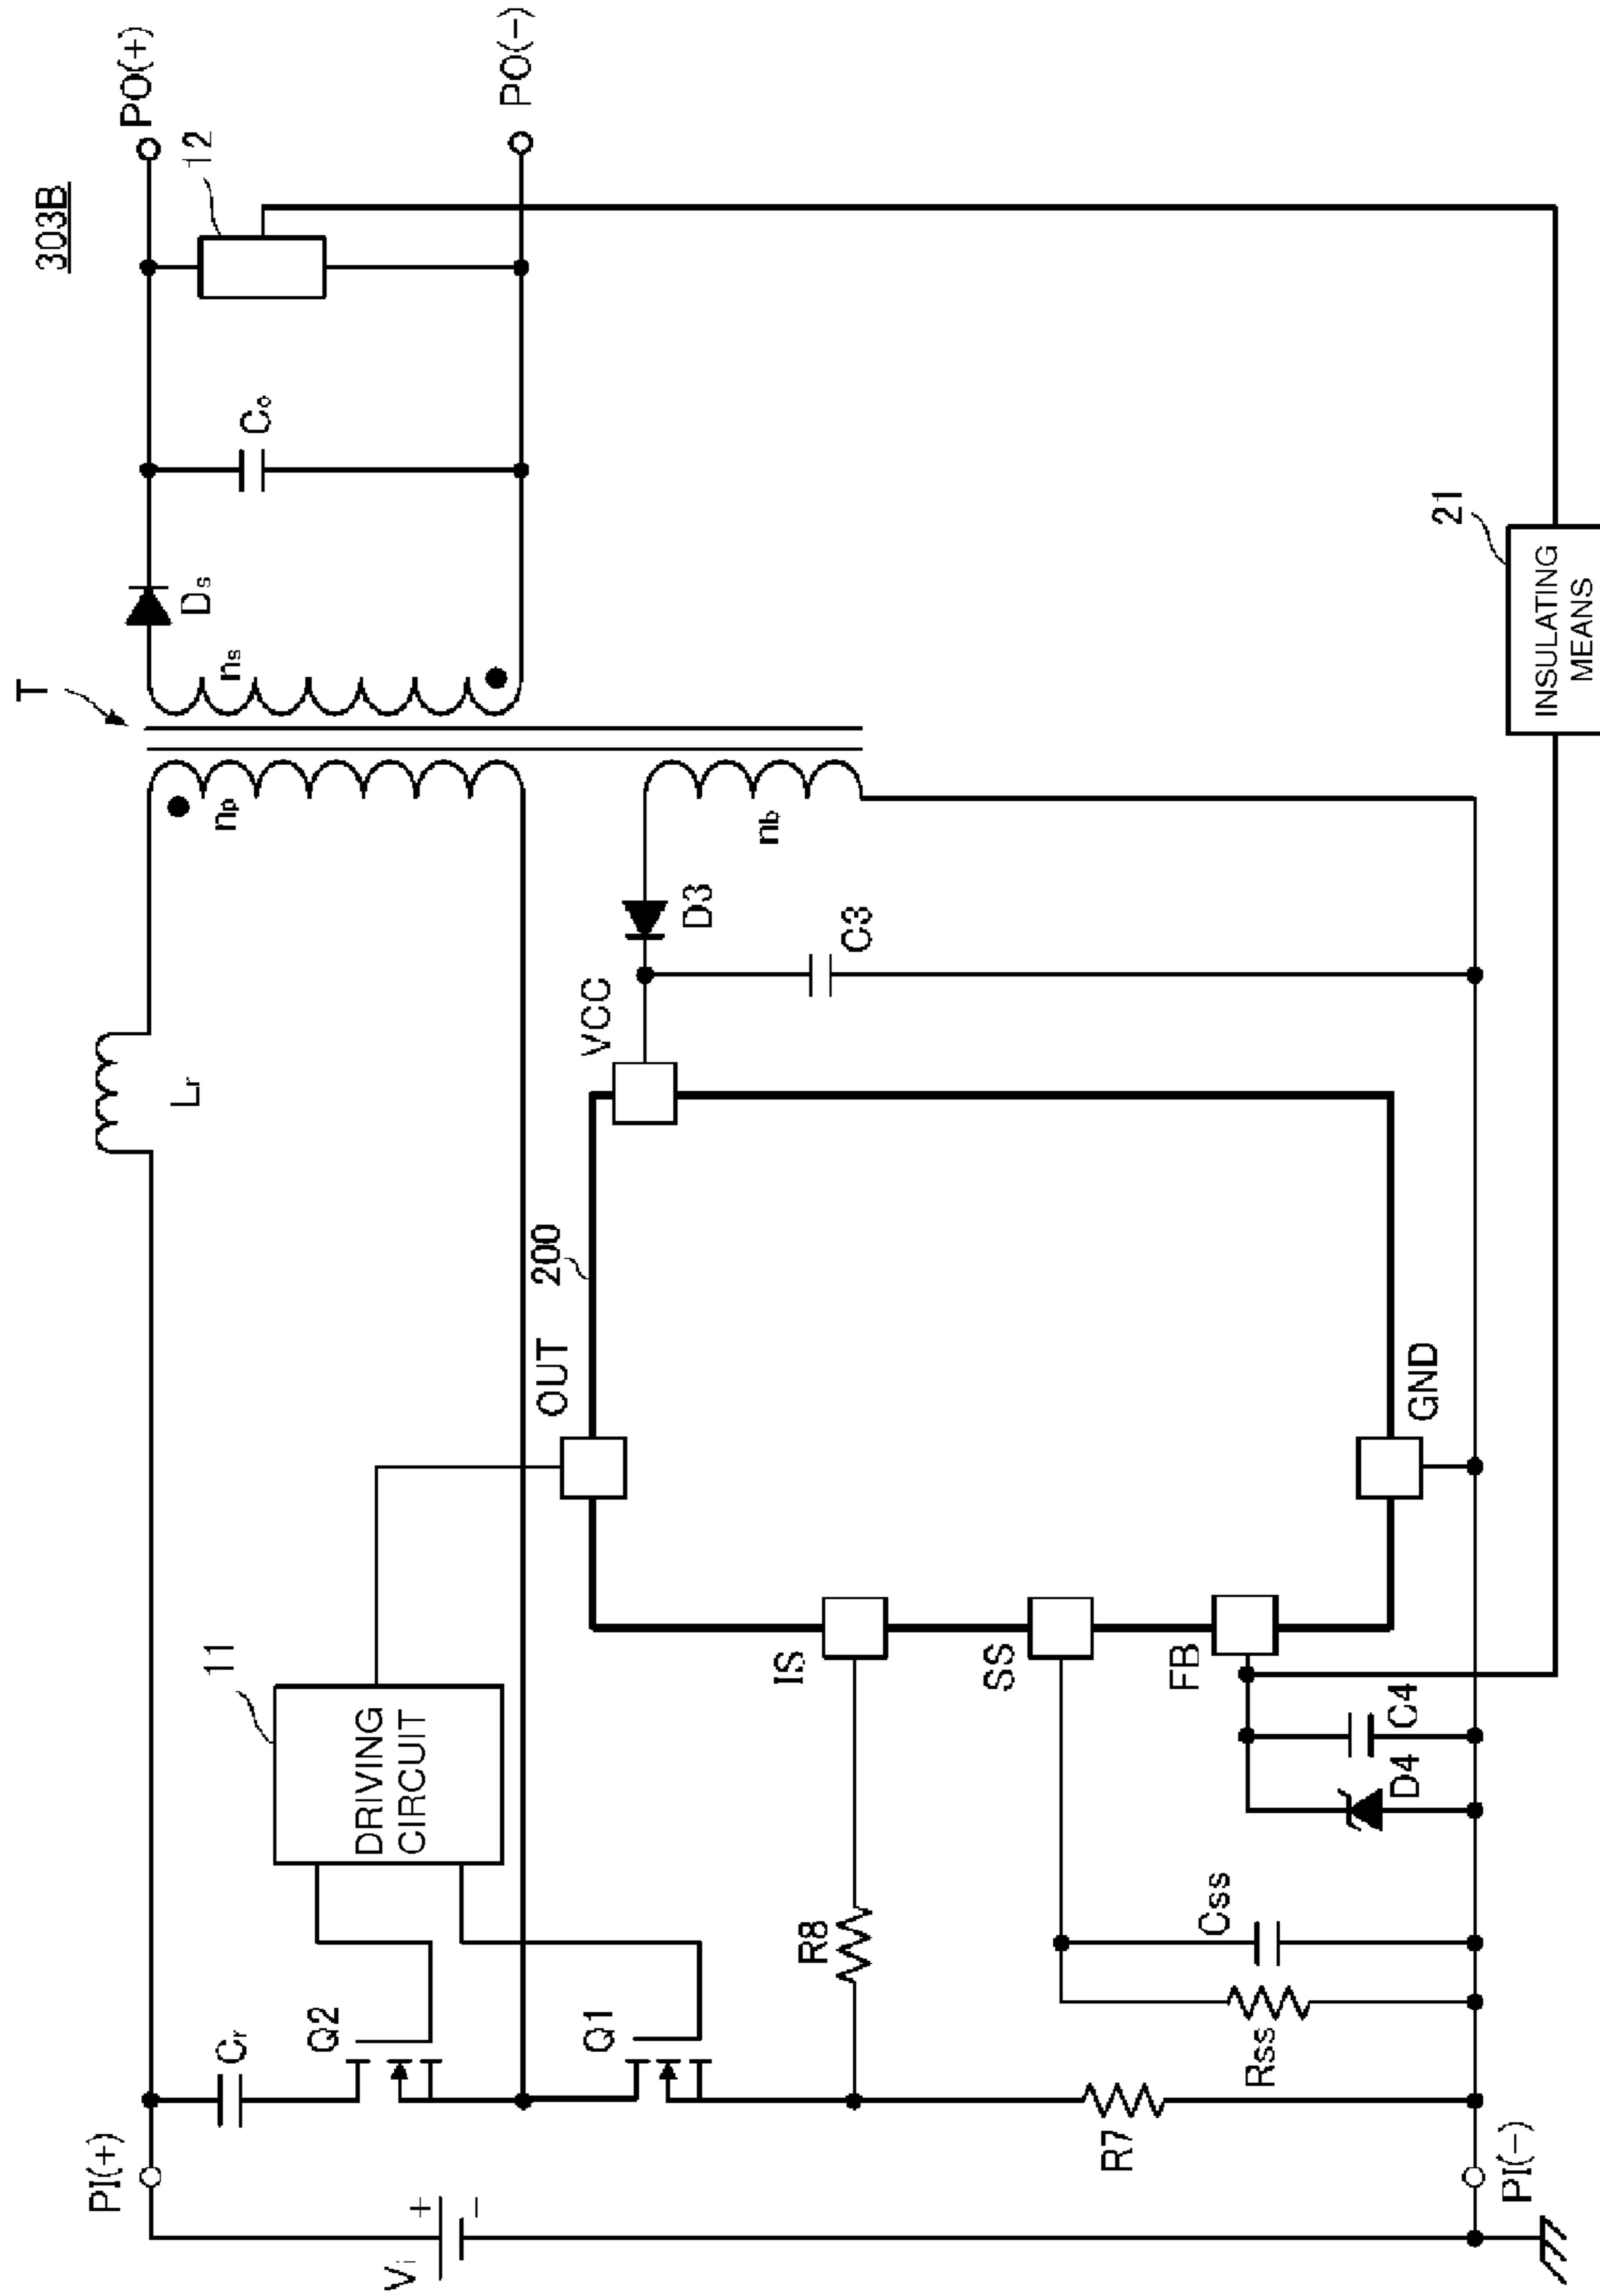 303B
T
PI(+)
Vi
+
-
Cr
Q2
Q1
R7
R8
11
DRIVING
CIRCUIT
Lr
np
ns
Ds
Co
12
PO(+)
PO(-)
OUT
200
VCC
D3
nb
C3
IS
SS
FB
GND
Rss
Css
D4
C4
PI(-)
21
INSULATING
MEANS